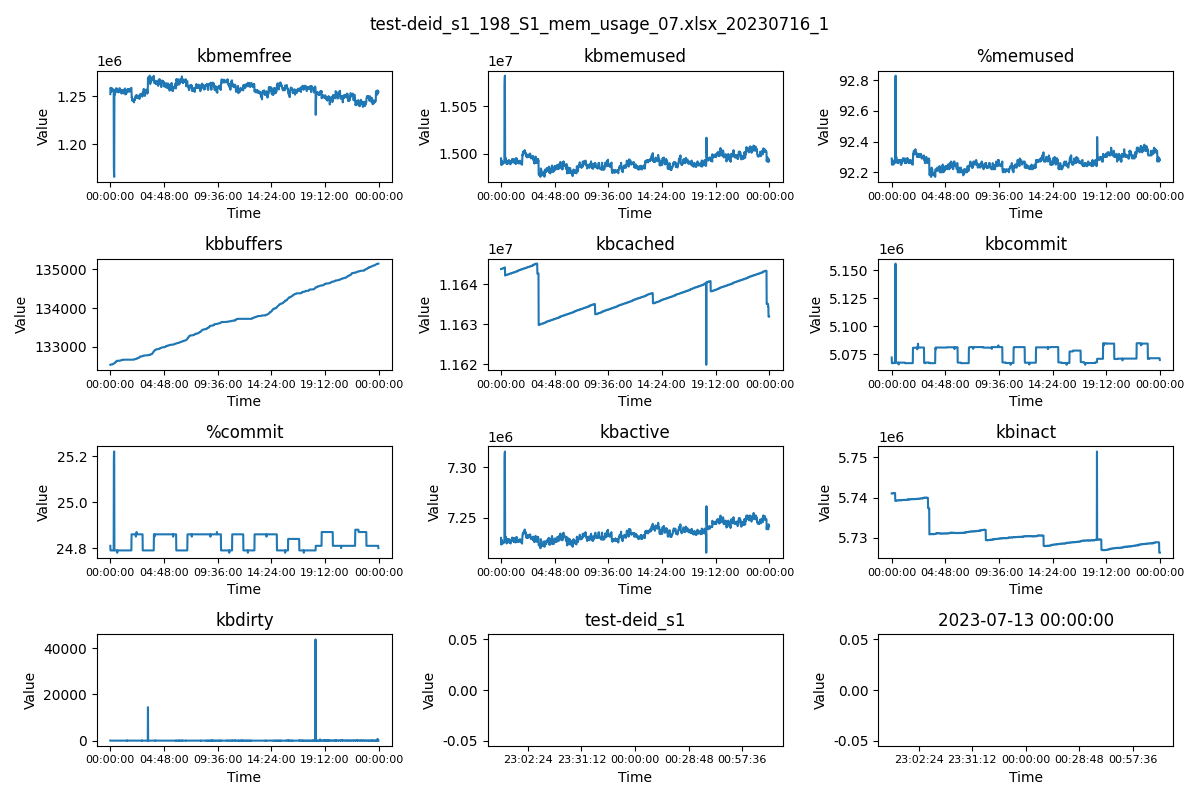 test-deid_s1_198_S1_mem_usage_07.xlsx_20230716_1
kbmemfree
1e6
1.25
1.20
Value
00:00:00 04:48:00 09:36:00 14:24:00 19:12:00 00:00:00
Time
kbmemused
1e7
1.505
1.500
Value
00:00:00 04:48:00 09:36:00 14:24:00 19:12:00 00:00:00
Time
%memused
92.8
92.6
92.4
92.2
Value
00:00:00 04:48:00 09:36:00 14:24:00 19:12:00 00:00:00
Time
kbbuffers
135000
134000
133000
Value
00:00:00 04:48:00 09:36:00 14:24:00 19:12:00 00:00:00
Time
kbcached
1e7
1.164
1.163
1.162
Value
00:00:00 04:48:00 09:36:00 14:24:00 19:12:00 00:00:00
Time
kbcommit
1e6
5.150
5.125
5.100
5.075
Value
00:00:00 04:48:00 09:36:00 14:24:00 19:12:00 00:00:00
Time
%commit
25.2
25.0
24.8
Value
00:00:00 04:48:00 09:36:00 14:24:00 19:12:00 00:00:00
Time
kbactive
1e6
7.30
7.25
Value
00:00:00 04:48:00 09:36:00 14:24:00 19:12:00 00:00:00
Time
kbinact
1e6
5.75
5.74
5.73
Value
00:00:00 04:48:00 09:36:00 14:24:00 19:12:00 00:00:00
Time
kbdirty
40000
20000
0
Value
00:00:00 04:48:00 09:36:00 14:24:00 19:12:00 00:00:00
Time
test-deid_s1
0.05
0.00
-0.05
Value
23:02:24 23:31:12 00:00:00 00:28:48 00:57:36
Time
2023-07-13 00:00:00
0.05
0.00
-0.05
Value
23:02:24 23:31:12 00:00:00 00:28:48 00:57:36
Time